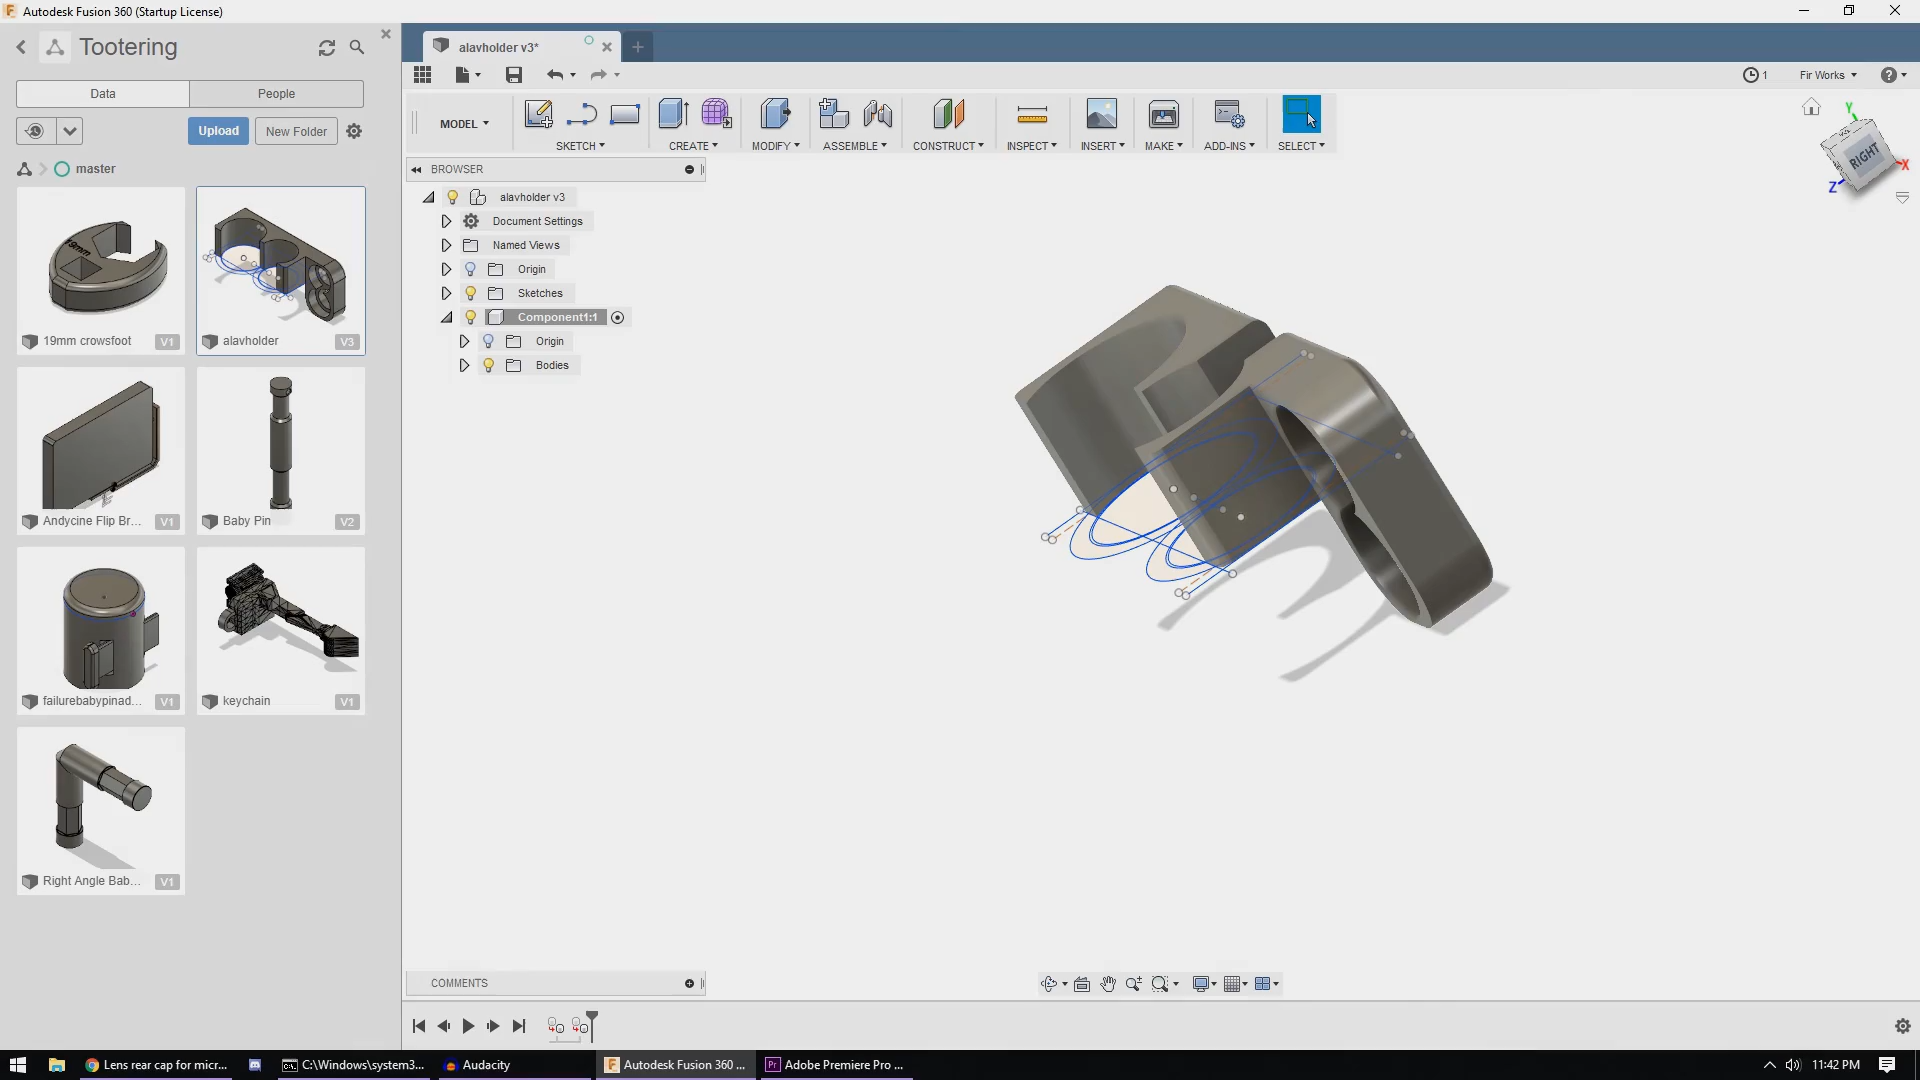 Autodesk Fusion 360 (Startup License)
Tootering
Data
People
Upload
New Folder
master
19mm
19mm crowsfoot V1
alavholder V3
Andycine Flip Br... V1
Baby Pin V2
failurebabypinad... V1
keychain V1
Right Angle Bab... V1
alavholder v3*
1
Fir Works
MODEL
SKETCH
CREATE
MODIFY
ASSEMBLE
CONSTRUCT
INSPECT
INSERT
MAKE
ADD-INS
SELECT
BROWSER
alavholder v3
Document Settings
Named Views
Origin
Sketches
Component1:1
Origin
Bodies
Y
RIGHT
X
Z
COMMENTS
Lens rear cap for micr...
C:\Windows\system3...
Audacity
Autodesk Fusion 360 ...
Adobe Premiere Pro ...
11:42 PM